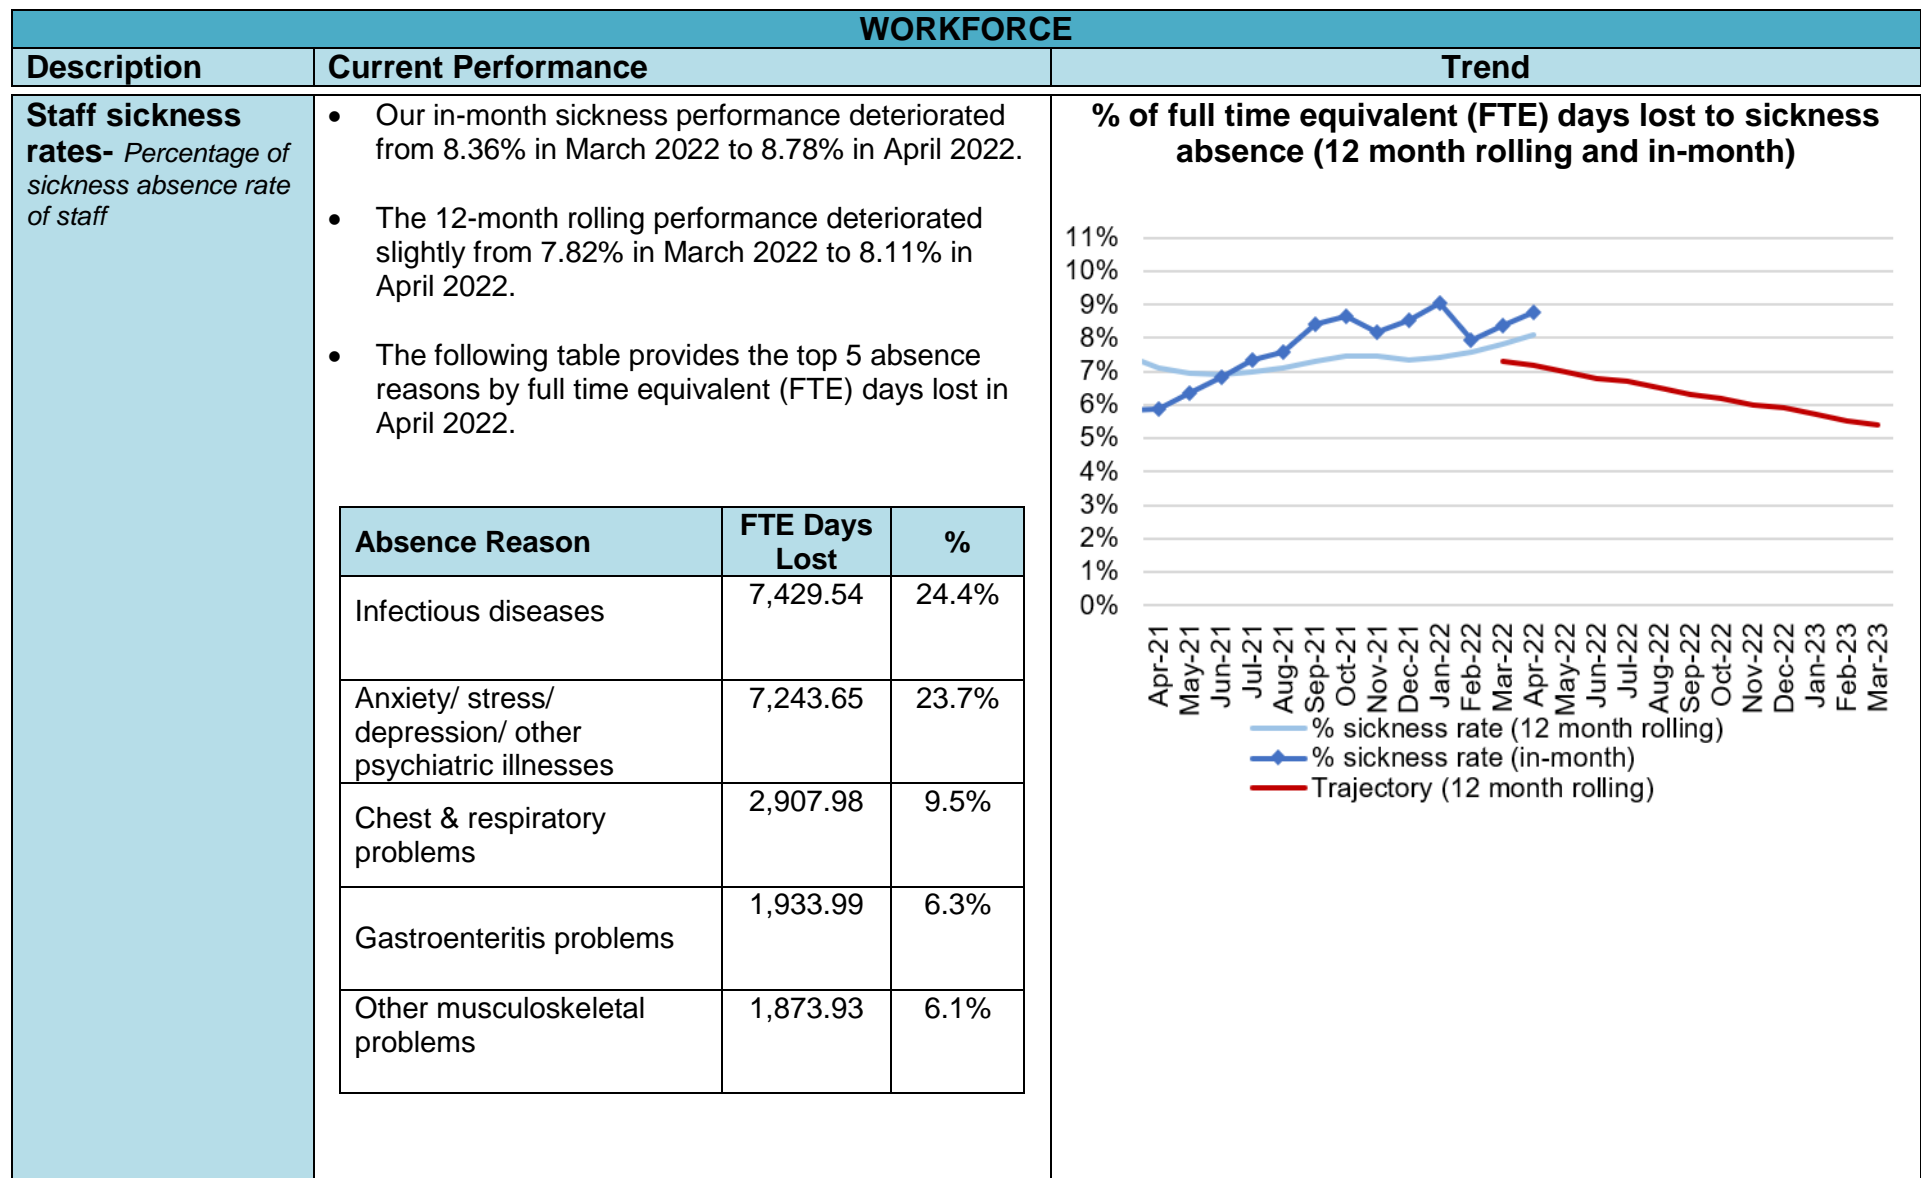 WORKFORCE
Description
Current Performance
Trend
Staff sickness
rates- Percentage of
sickness absence rate
of staff
• Our in-month sickness performance deteriorated
from 8.36% in March 2022 to 8.78% in April 2022.
• The 12-month rolling performance deteriorated
slightly from 7.82% in March 2022 to 8.11% in
April 2022.
• The following table provides the top 5 absence
reasons by full time equivalent (FTE) days lost in
April 2022.
Absence Reason
FTE Days
Lost
%
Infectious diseases
7,429.54
24.4%
Anxiety/ stress/
depression/ other
psychiatric illnesses
7,243.65
23.7%
Chest & respiratory
problems
2,907.98
9.5%
Gastroenteritis problems
1,933.99
6.3%
Other musculoskeletal
problems
1,873.93
6.1%
% of full time equivalent (FTE) days lost to sickness
absence (12 month rolling and in-month)
11%
10%
9%
8%
7%
6%
5%
4%
3%
2%
1%
0%
Apr-21
May-21
Jun-21
Jul-21
Aug-21
Sep-21
Oct-21
Nov-21
Dec-21
Jan-22
Feb-22
Mar-22
Apr-22
May-22
Jun-22
Jul-22
Aug-22
Sep-22
Oct-22
Nov-22
Dec-22
Jan-23
Feb-23
Mar-23
% sickness rate (12 month rolling)
% sickness rate (in-month)
Trajectory (12 month rolling)